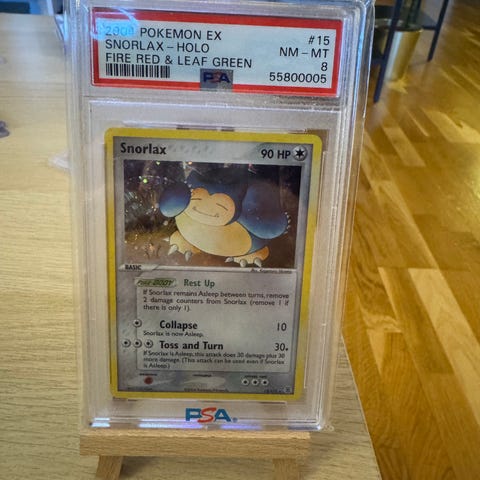 2004 POKEMON EX #15
SNORLAX - HOLO NM - MT
FIRE RED & LEAF GREEN 8
PSA 55800005
Snorlax 90 HP
BASIC
POKé-BODY Rest Up
If Snorlax remains Asleep between turns, remove
2 damage counters from Snorlax (remove 1 if
there is only 1).
Collapse 10
Snorlax is now Asleep.
Toss and Turn 30+
If Snorlax is Asleep, this attack does 30 damage plus 30
more damage. (This attack can be used even if Snorlax
is Asleep.)
PSA